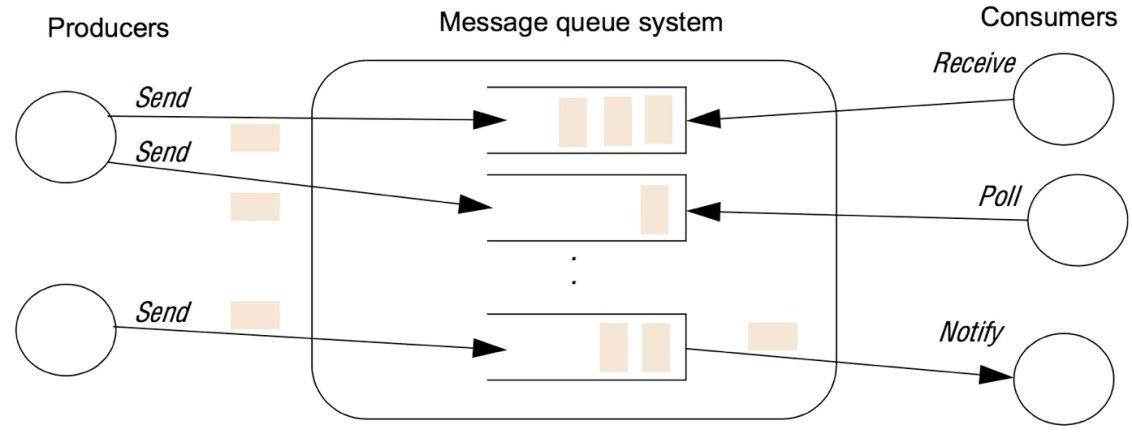 Producers
Message queue system
Consumers
Send
Receive
Send
Poll
:
Send
Notify